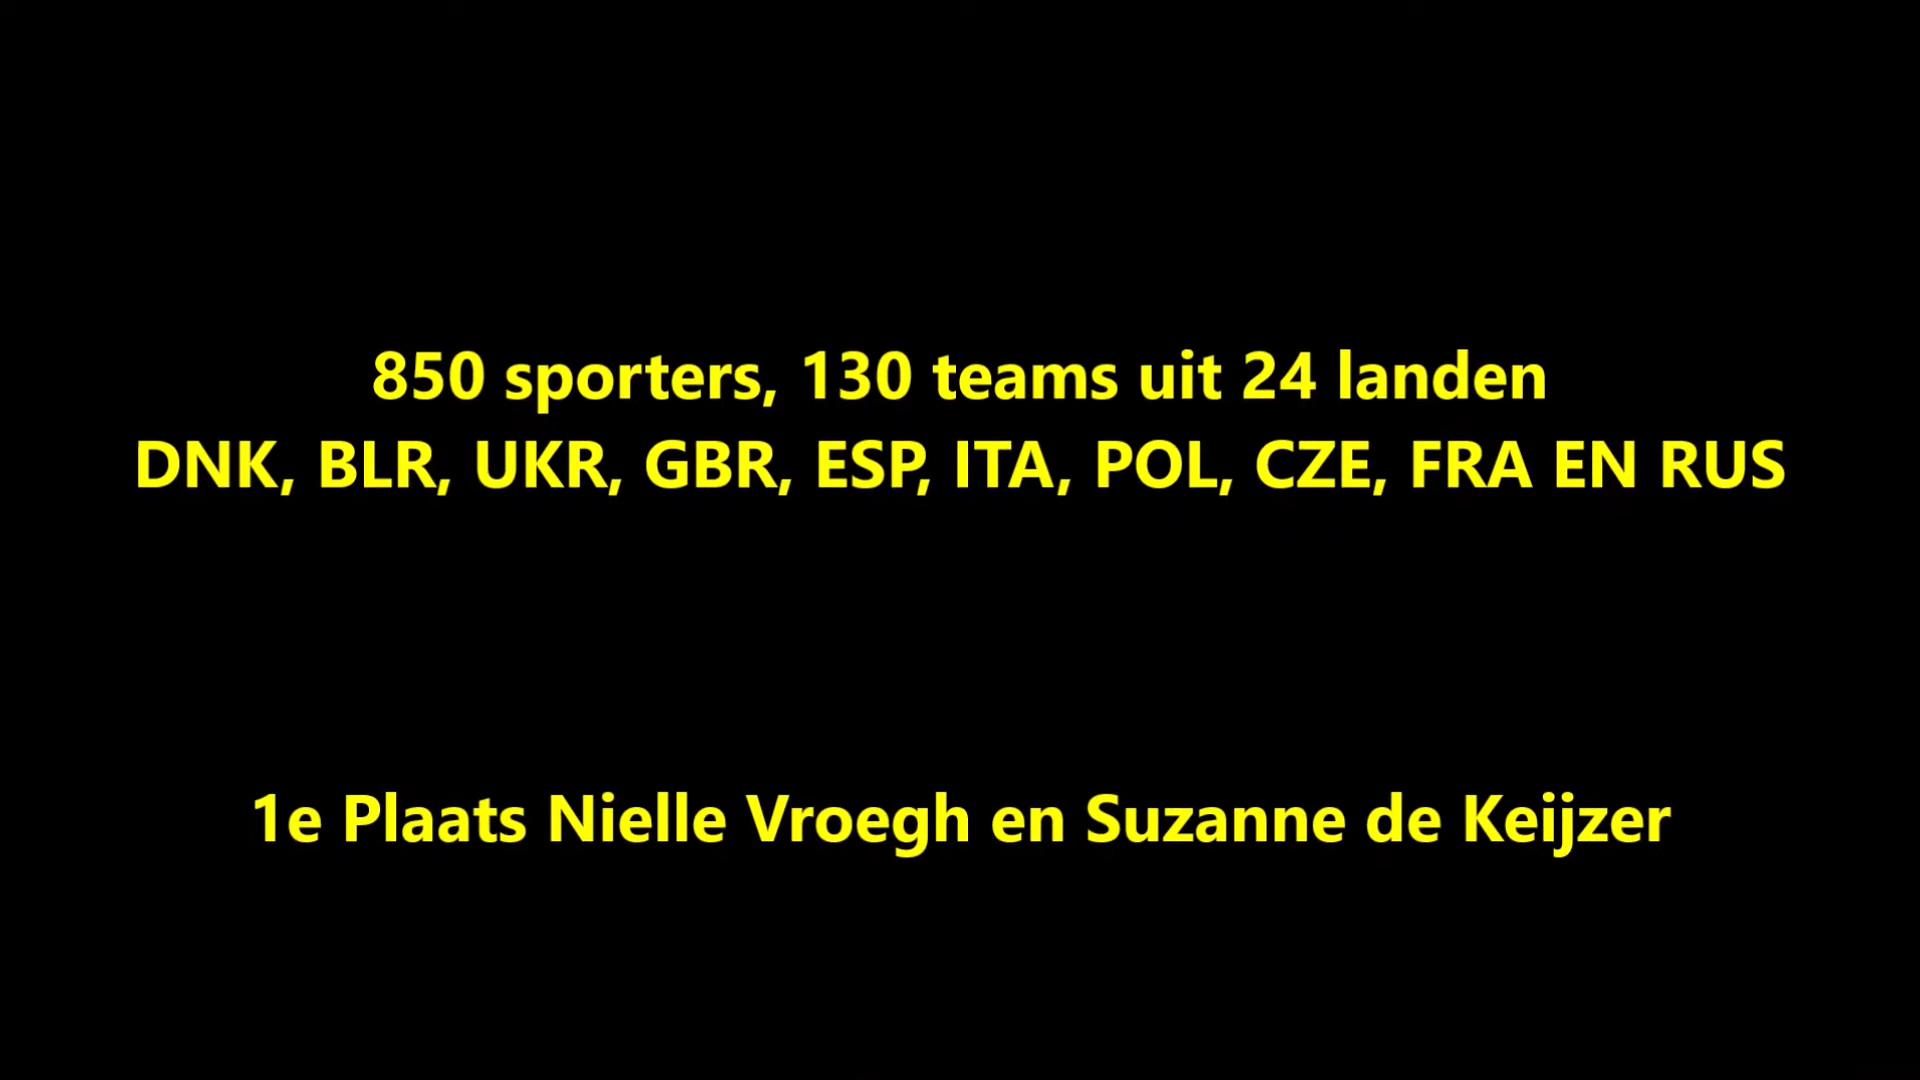 850 sporters, 130 teams uit 24 landen
DNK, BLR, UKR, GBR, ESP, ITA, POL, CZE, FRA EN RUS
1e Plaats Nielle Vroegh en Suzanne de Keijzer